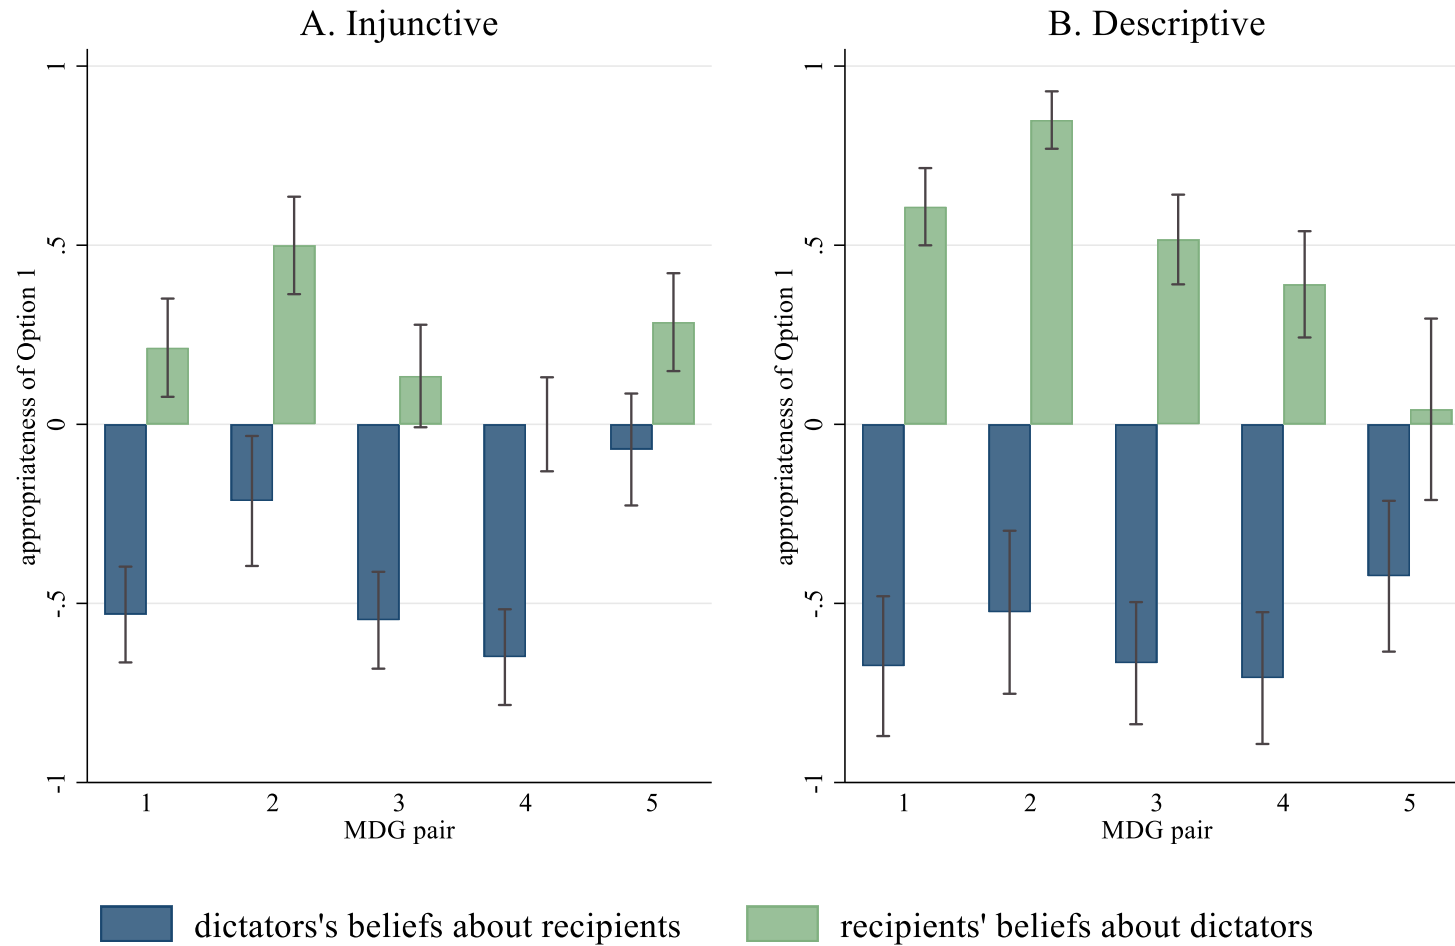 A. Injunctive
appropriateness of Option 1
1
.5
0
-.5
-1
1 2 3 4 5
MDG pair
B. Descriptive
appropriateness of Option 1
1
.5
0
-.5
-1
1 2 3 4 5
MDG pair
dictators's beliefs about recipients
recipients' beliefs about dictators